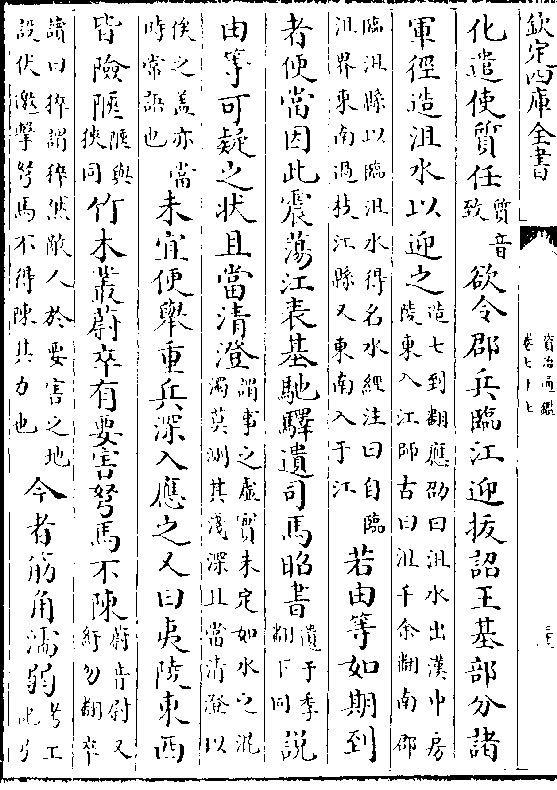 欽定四庫全書
資治通鑑
卷七十七
化遣使質任質音致欲令郡兵臨江迎拔詔王基部分諸
軍徑造沮水以迎之造七到翻應劭曰沮水出漢中房陵東入江師古曰沮千余翻南郡
臨沮縣以臨沮水得名水經注曰自臨沮界東南過枝江縣又東南入于江若由等如期到
者便當因此震蕩江表基馳驛遺司馬昭書遺于季翻下同説
由等可疑之状且當清澄謂事之虚實未定如水之混濁莫測其淺深且當清澄以
俟之盖亦當時常語也未宜便舉重兵深入應之又曰夷陵東西
皆險陿陿與狹同竹木叢蔚卒有要害弩馬不陳蔚音尉又紆勿翻卒
讀曰猝謂猝然敵人於要害之地設伏邀擊弩馬不得陳其力也今者筋角濡弱考工記弓